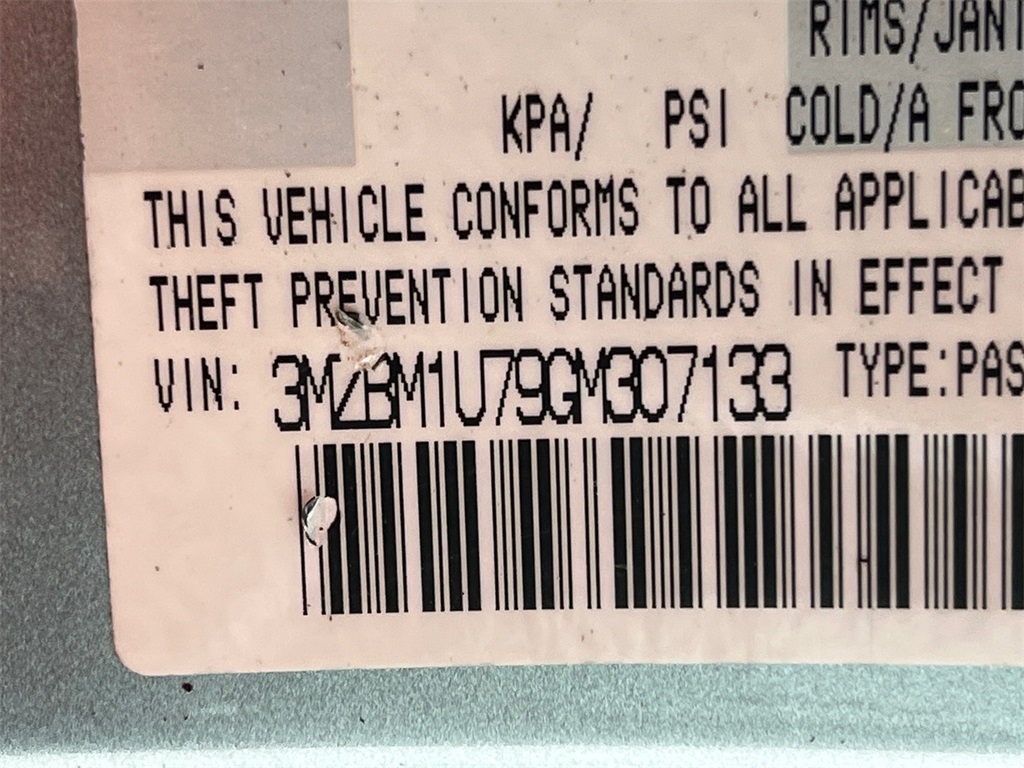 RIMS/JANT
KPA/ PSI COLD/A FRO
THIS VEHICLE CONFORMS TO ALL APPLICAB
THEFT PREVENTION STANDARDS IN EFFECT
VIN: 3MZBM1U79GM307133 TYPE:PAS